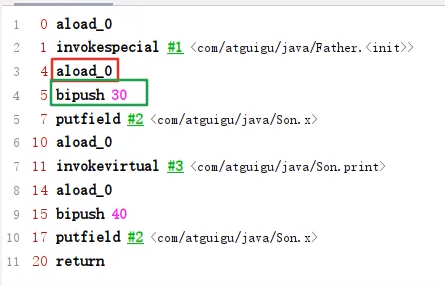 1 0 aload_0
2 1 invokespecial #1 <com/atguigu/java/Father.<init>>
3 4 aload_0
4 5 bipush 30
5 7 putfield #2 <com/atguigu/java/Son.x>
6 10 aload_0
7 11 invokevirtual #3 <com/atguigu/java/Son.print>
8 14 aload_0
9 15 bipush 40
10 17 putfield #2 <com/atguigu/java/Son.x>
11 20 return